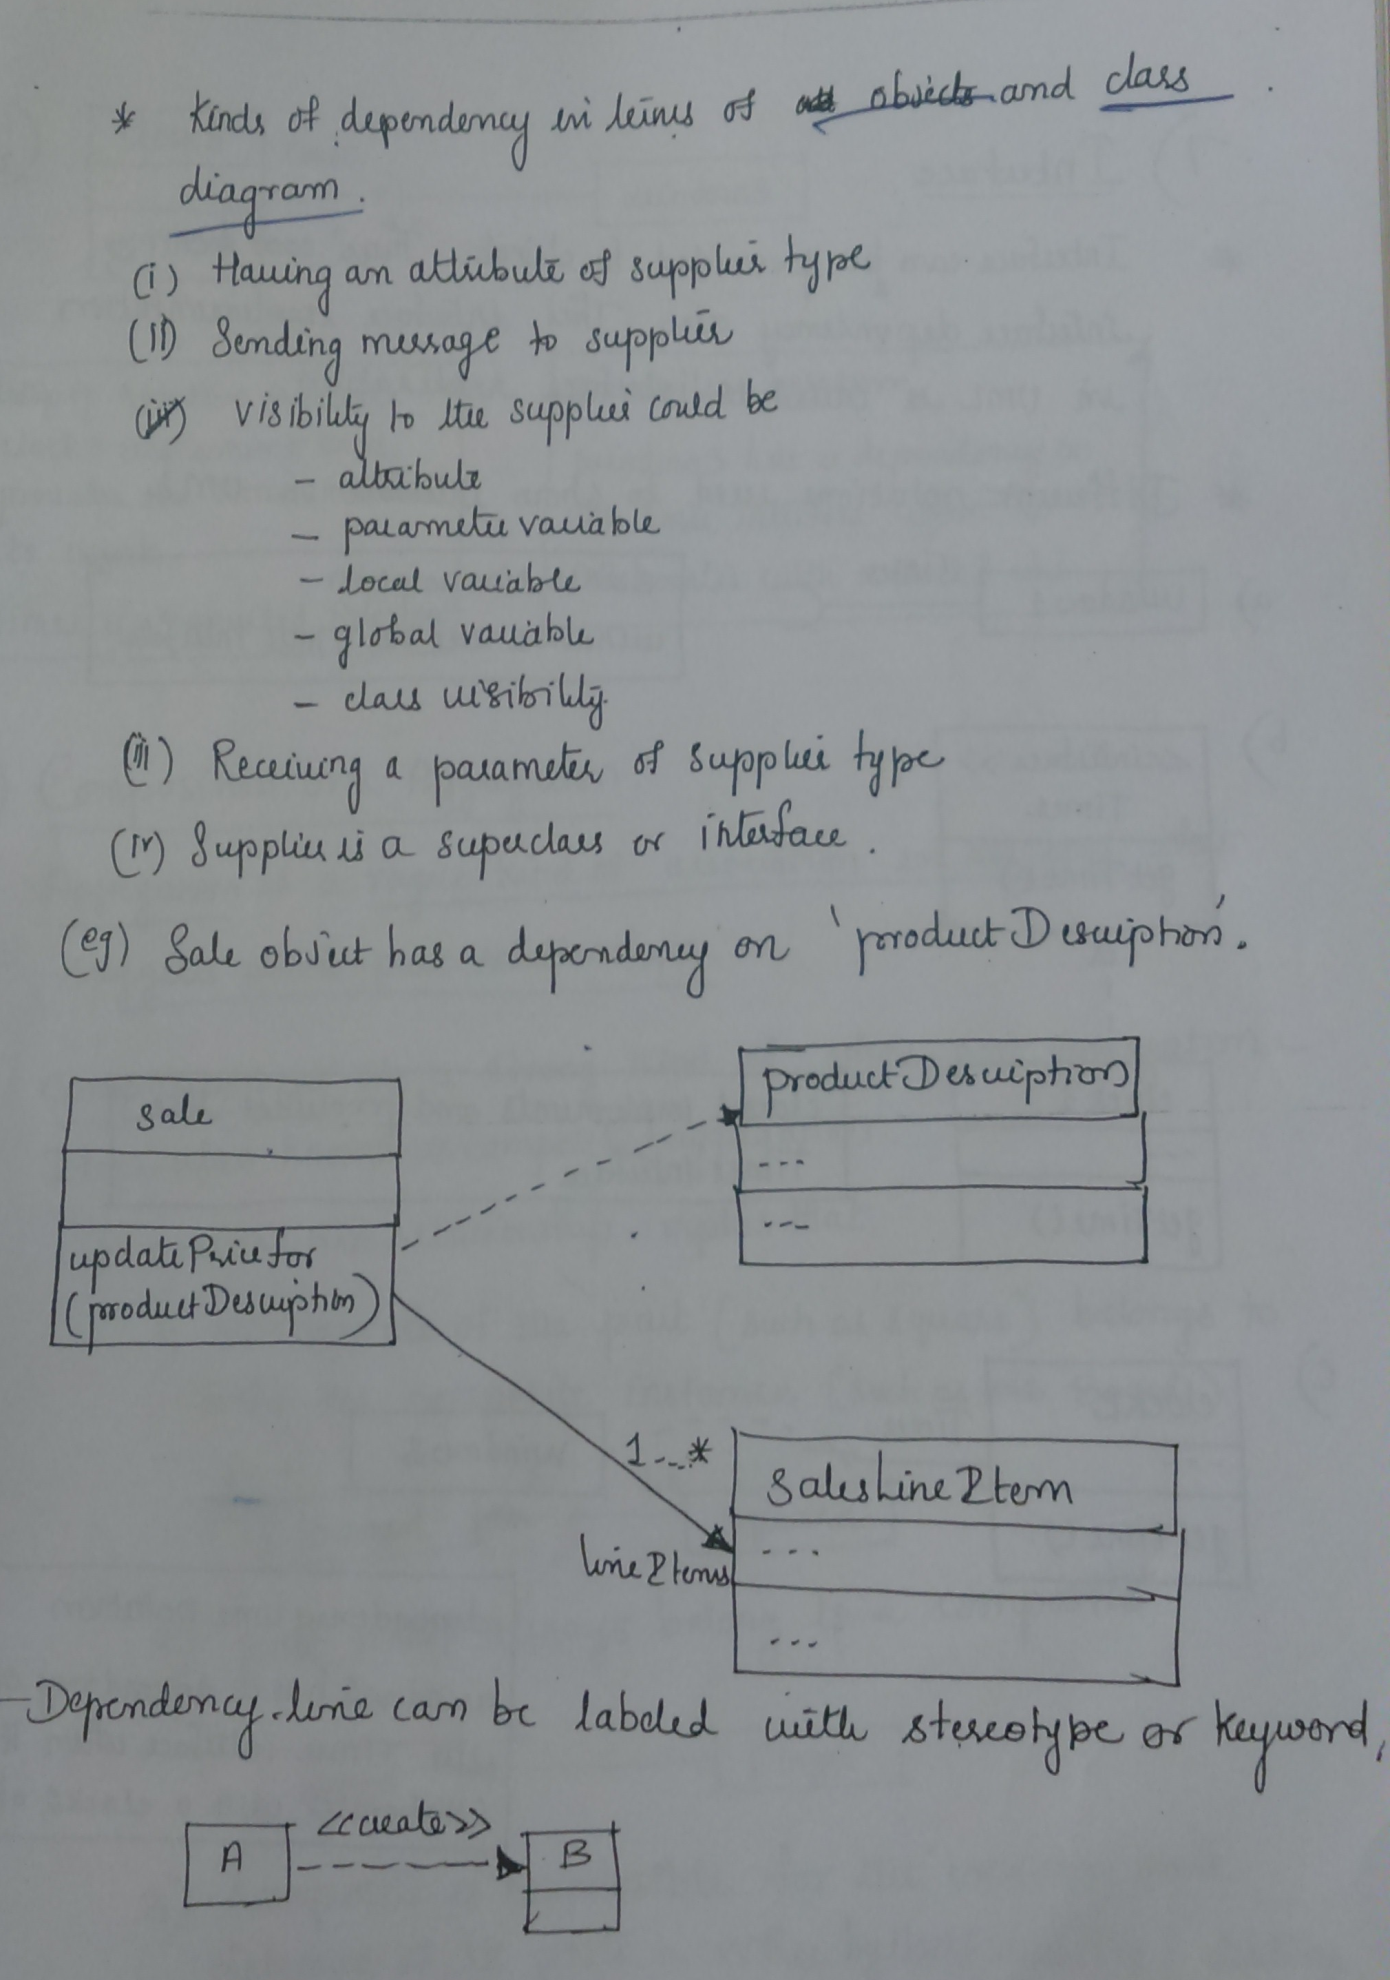 * Kinds of dependency in terms of objects and class
diagram.
(i) Having an attribute of supplier type
(ii) Sending message to supplier
(iii) visibility to the supplier could be
- attribute
- parameter variable
- local variable
- global variable
- class visibility.
(iii) Receiving a parameter of supplier type
(iv) Supplier is a superclass or interface.
(eg) Sale object has a dependency on 'productDescription'.
productDescription
sale
...
...
updatePriceFor
(productDescription)
1..*
SalesLineItem
...
lineItems
...
- Dependency line can be labeled with stereotype or keyword,
<<create>>
A
B